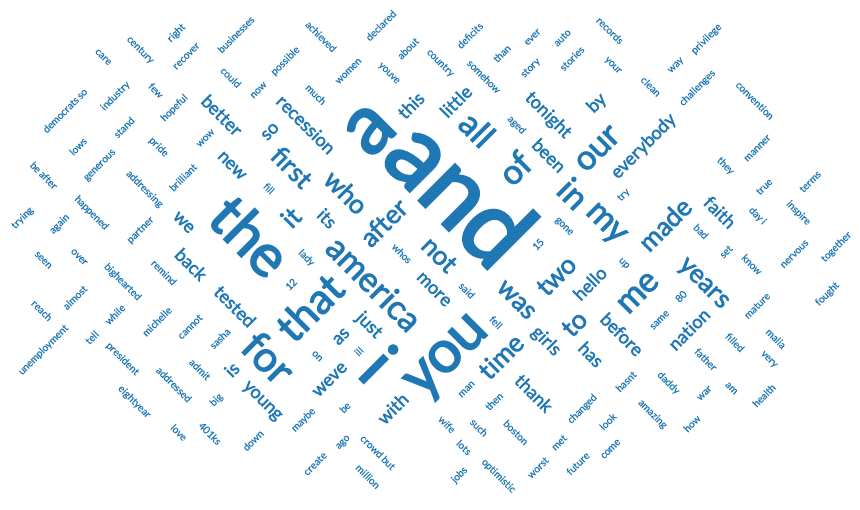 declared
businesses
achieved
records
right
ever
deficits
auto
privilege
century
about
than
women
stories
care
recover
possible
country
story
your
way
youve
somehow
could
now
clean
few
much
challenges
convention
democrats so
industry
hopeful
better
recession
this
little
tonight
by
stand
wow
so
a
and
all
aged
been
our
everybody
lows
pride
generous
brilliant
new
first
of
manner
they
be after
addressing
fill
who
in my
try
true
terms
trying
again
happened
partner
we
the
it
its
after
not
15
gone
made
faith
day i
inspire
seen
over
back
lady
america
whos
two
up
bad
set
know
nervous
together
bighearted
remind
12
that
more
said
was
hello
me
years
80
reach
almost
while
tested
just
you
fell
girls
to
before
same
mature
fought
unemployment
tell
michelle
cannot
sasha
for
as
i
time
has
nation
filled
malia
president
admit
is
on
ill
weve
man
thank
hasnt
father
very
addressed
young
big
be
with
then
daddy
war
am
health
eightyear
love
401ks
down
maybe
wife
such
boston
changed
look
amazing
how
create
ago
crowd but
million
lots
jobs
optimistic
worst
met
future
come